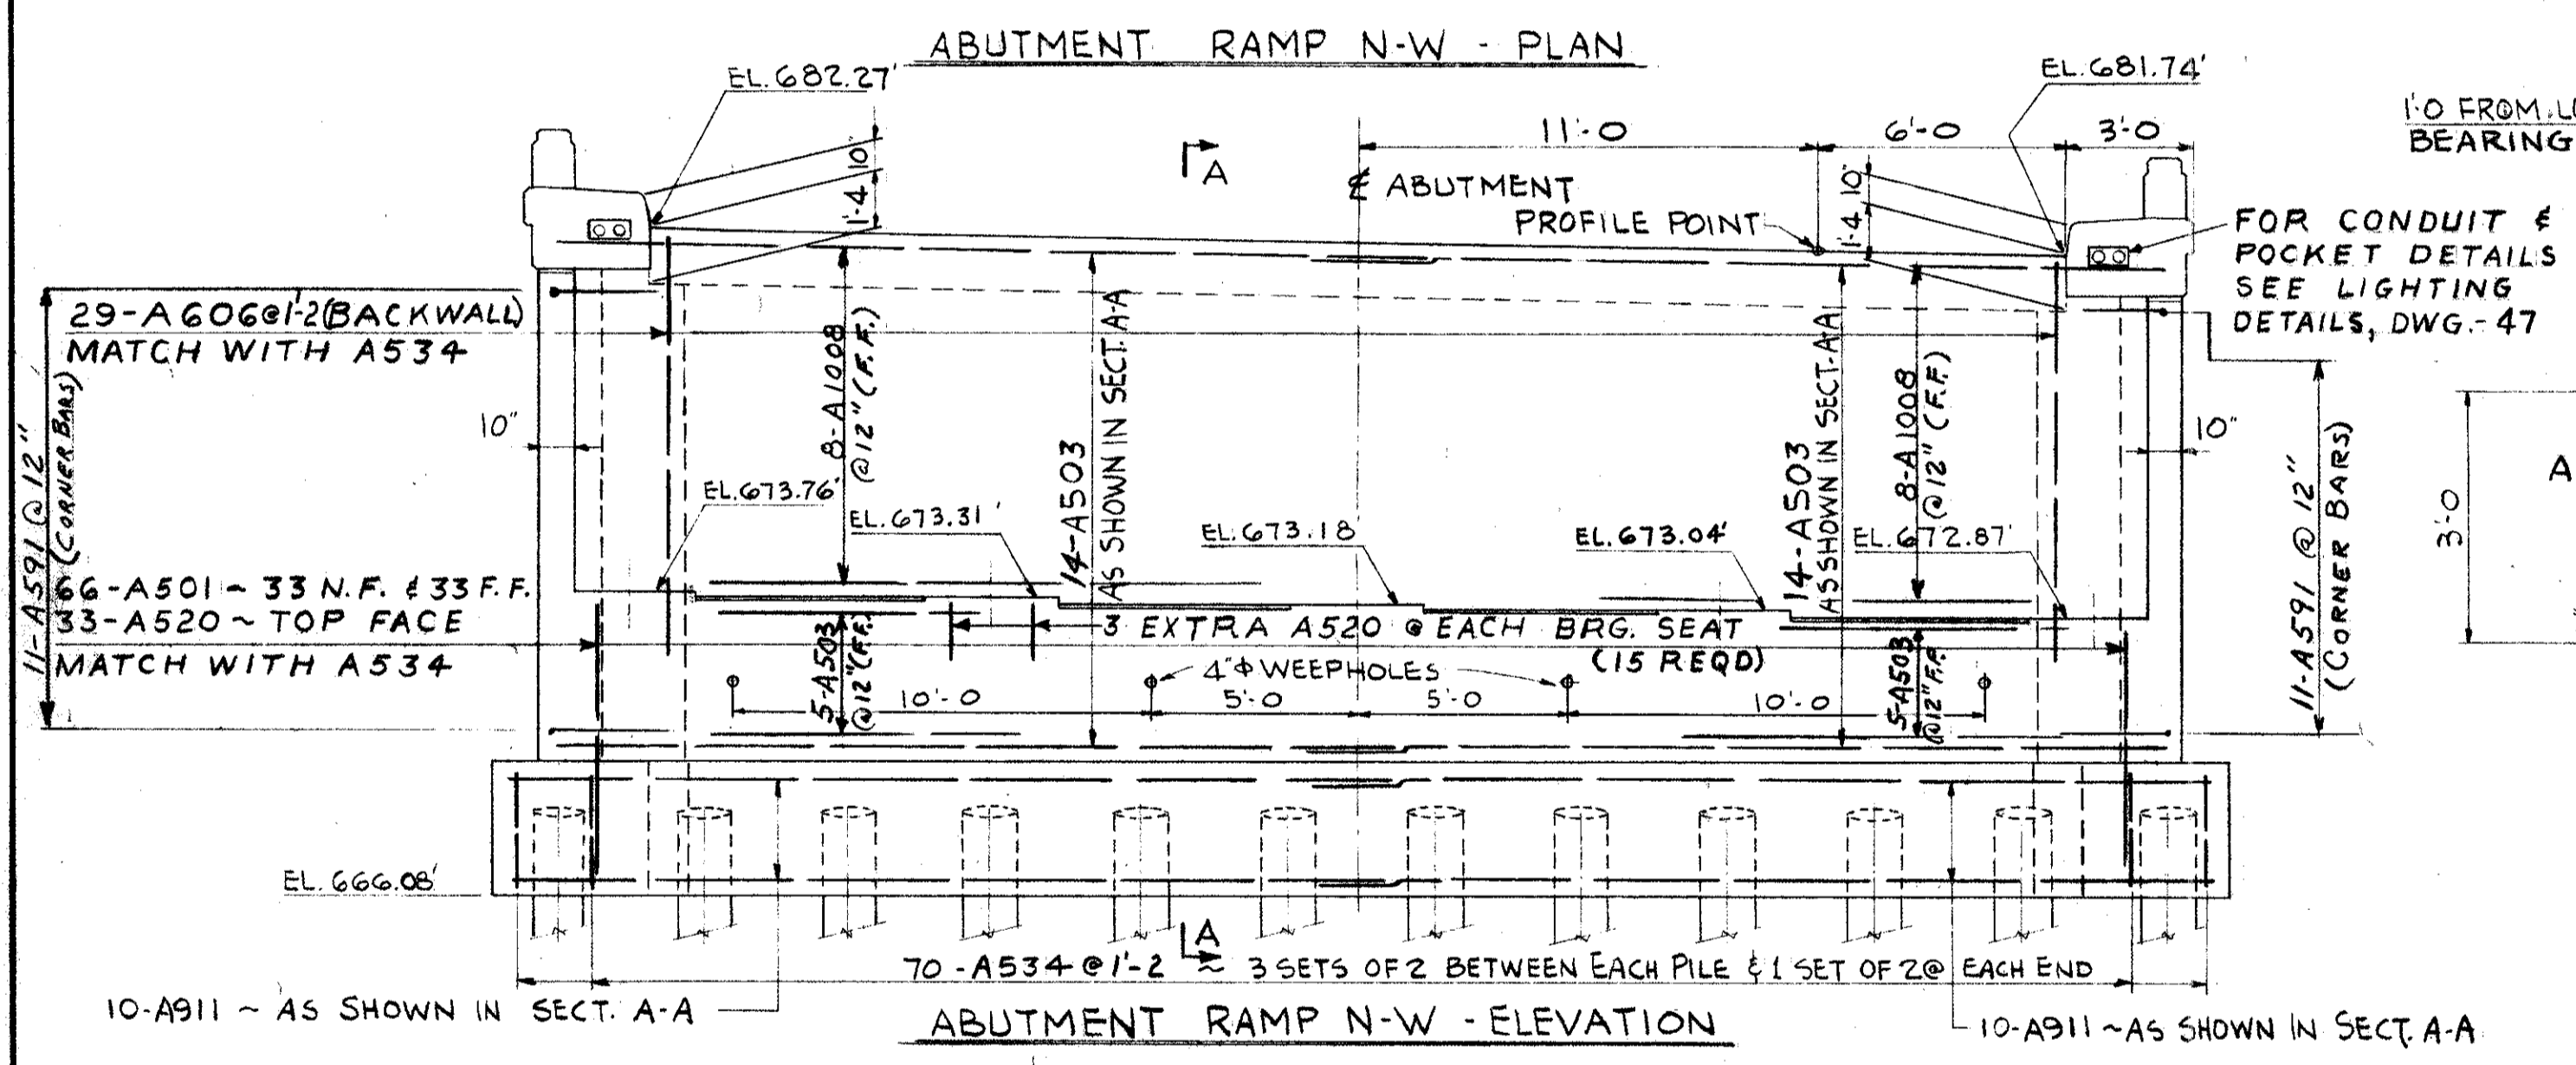 ABUTMENT RAMP N-W - PLAN
EL. 682.27'
EL. 681.74'
1'-0 FROM
BEARING
11'-0
6'-0
3'-0
10"
1'-4
A
℄ ABUTMENT
PROFILE POINT
10"
1'-4
FOR CONDUIT &
POCKET DETAILS
SEE LIGHTING
DETAILS, DWG.-47
29-A606@1'-2(BACKWALL)
MATCH WITH A534
11-A591 @ 12"
(CORNER BARS)
10"
8-A1008
@12" (F.F.)
14-A503
AS SHOWN IN SECT. A-A
14-A503
AS SHOWN IN SECT. A-A
8-A1008
@12" (F.F.)
10"
11-A591 @ 12"
(CORNER BARS)
3'-0
A
EL. 673.76'
EL. 673.31'
EL. 673.18
EL. 673.04'
EL. 672.87'
66-A501 ~ 33 N.F. & 33 F.F.
33-A520 ~ TOP FACE
MATCH WITH A534
3 EXTRA A520 @ EACH BRG. SEAT
(15 REQD)
4"Φ WEEPHOLES
5-A503
@12"(F.F.)
10'-0
5'-0
5'-0
10'-0
5-A503
@12" F.F.
EL. 666.08'
A
70-A534 @ 1'-2 ~ 3 SETS OF 2 BETWEEN EACH PILE & 1 SET OF 2@ EACH END
10-A911 ~ AS SHOWN IN SECT. A-A
ABUTMENT RAMP N-W - ELEVATION
10-A911 ~ AS SHOWN IN SECT. A-A